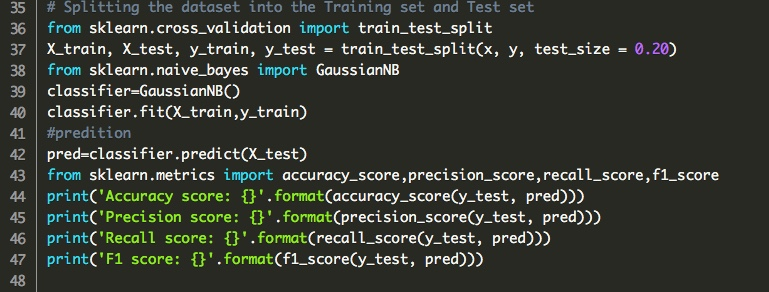 35 # Splitting the dataset into the Training set and Test set
36 from sklearn.cross_validation import train_test_split
37 X_train, X_test, y_train, y_test = train_test_split(x, y, test_size = 0.20)
38 from sklearn.naive_bayes import GaussianNB
39 classifier=GaussianNB()
40 classifier.fit(X_train,y_train)
41 #predition
42 pred=classifier.predict(X_test)
43 from sklearn.metrics import accuracy_score,precision_score,recall_score,f1_score
44 print('Accuracy score: {}'.format(accuracy_score(y_test, pred)))
45 print('Precision score: {}'.format(precision_score(y_test, pred)))
46 print('Recall score: {}'.format(recall_score(y_test, pred)))
47 print('F1 score: {}'.format(f1_score(y_test, pred)))
48